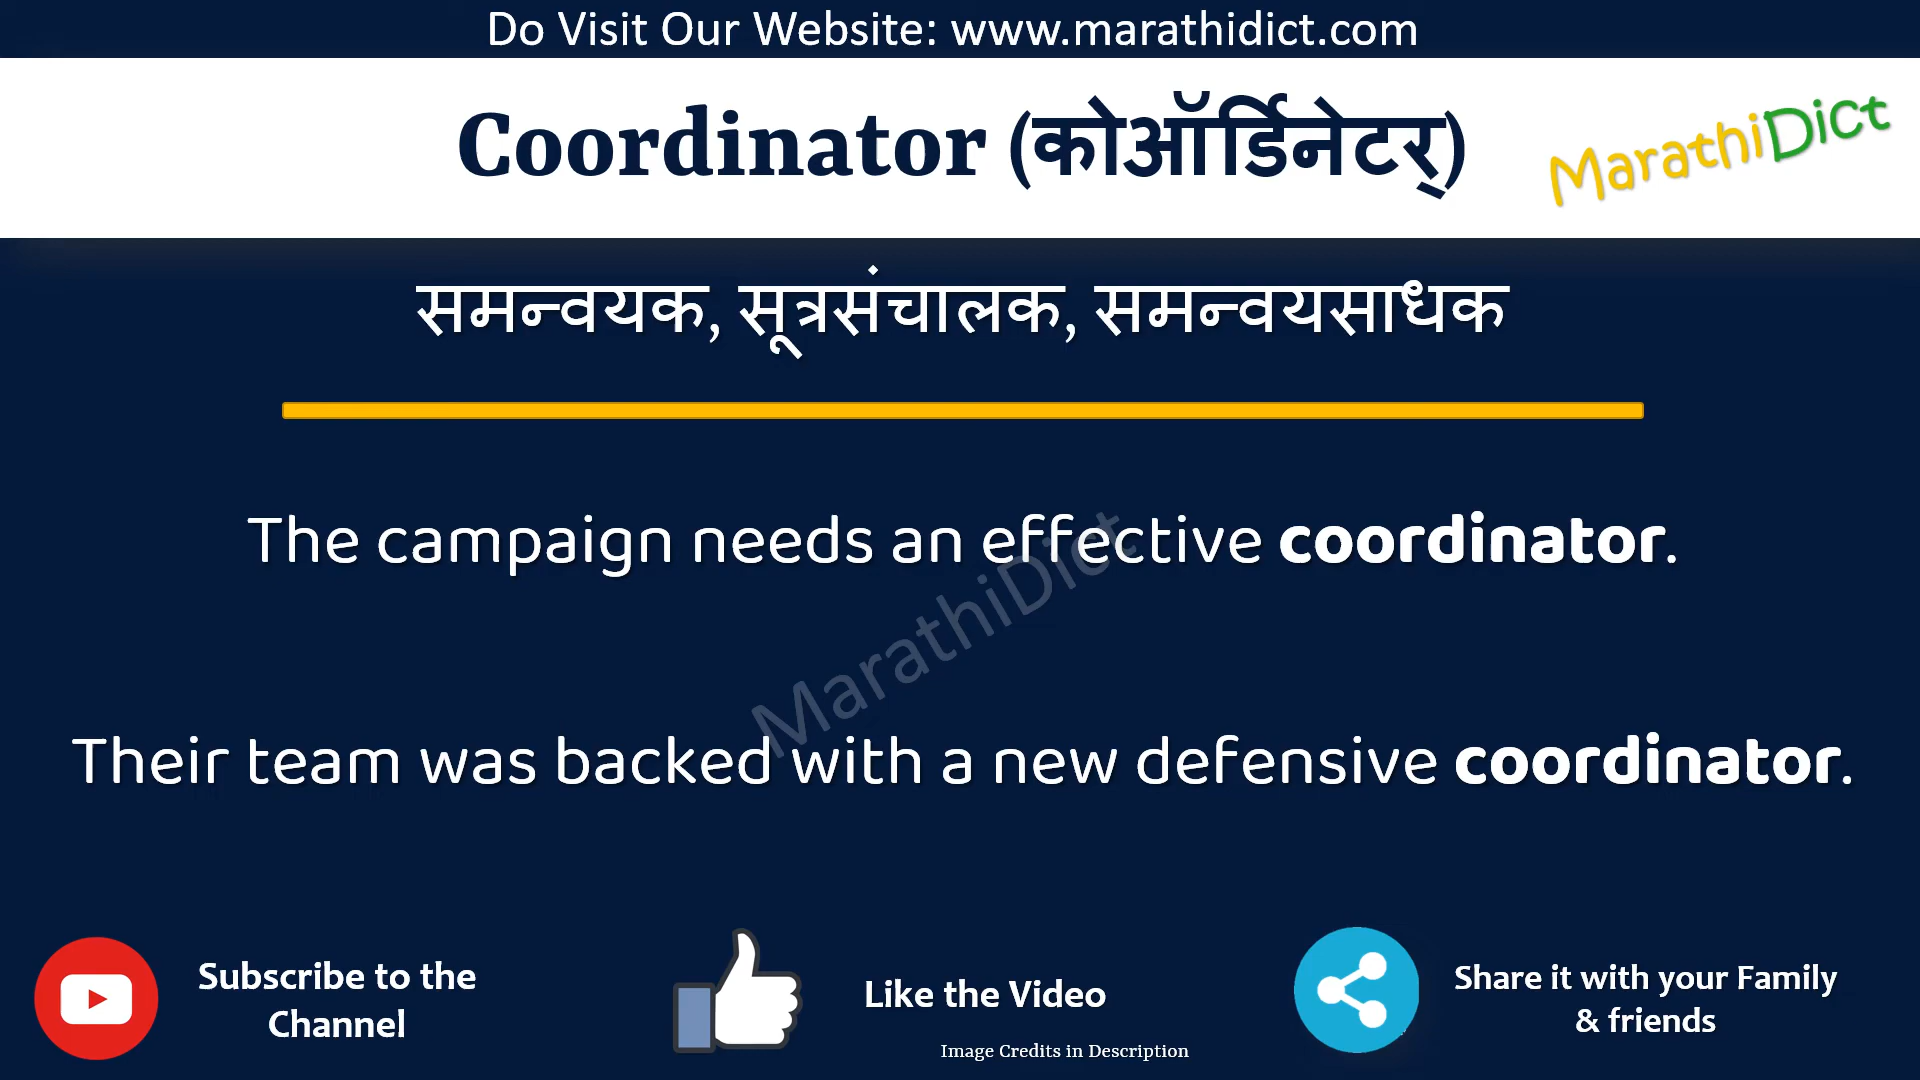 Do Visit Our Website: www.marathidict.com
Coordinator (कोऑर्डिनेटर्)
MarathiDict
समन्वयक, सूत्रसंचालक, समन्वयसाधक
The campaign needs an effective coordinator.
MarathiDict
Their team was backed with a new defensive coordinator.
Subscribe to the
Channel
Like the Video
Share it with your Family
& friends
Image Credits in Description